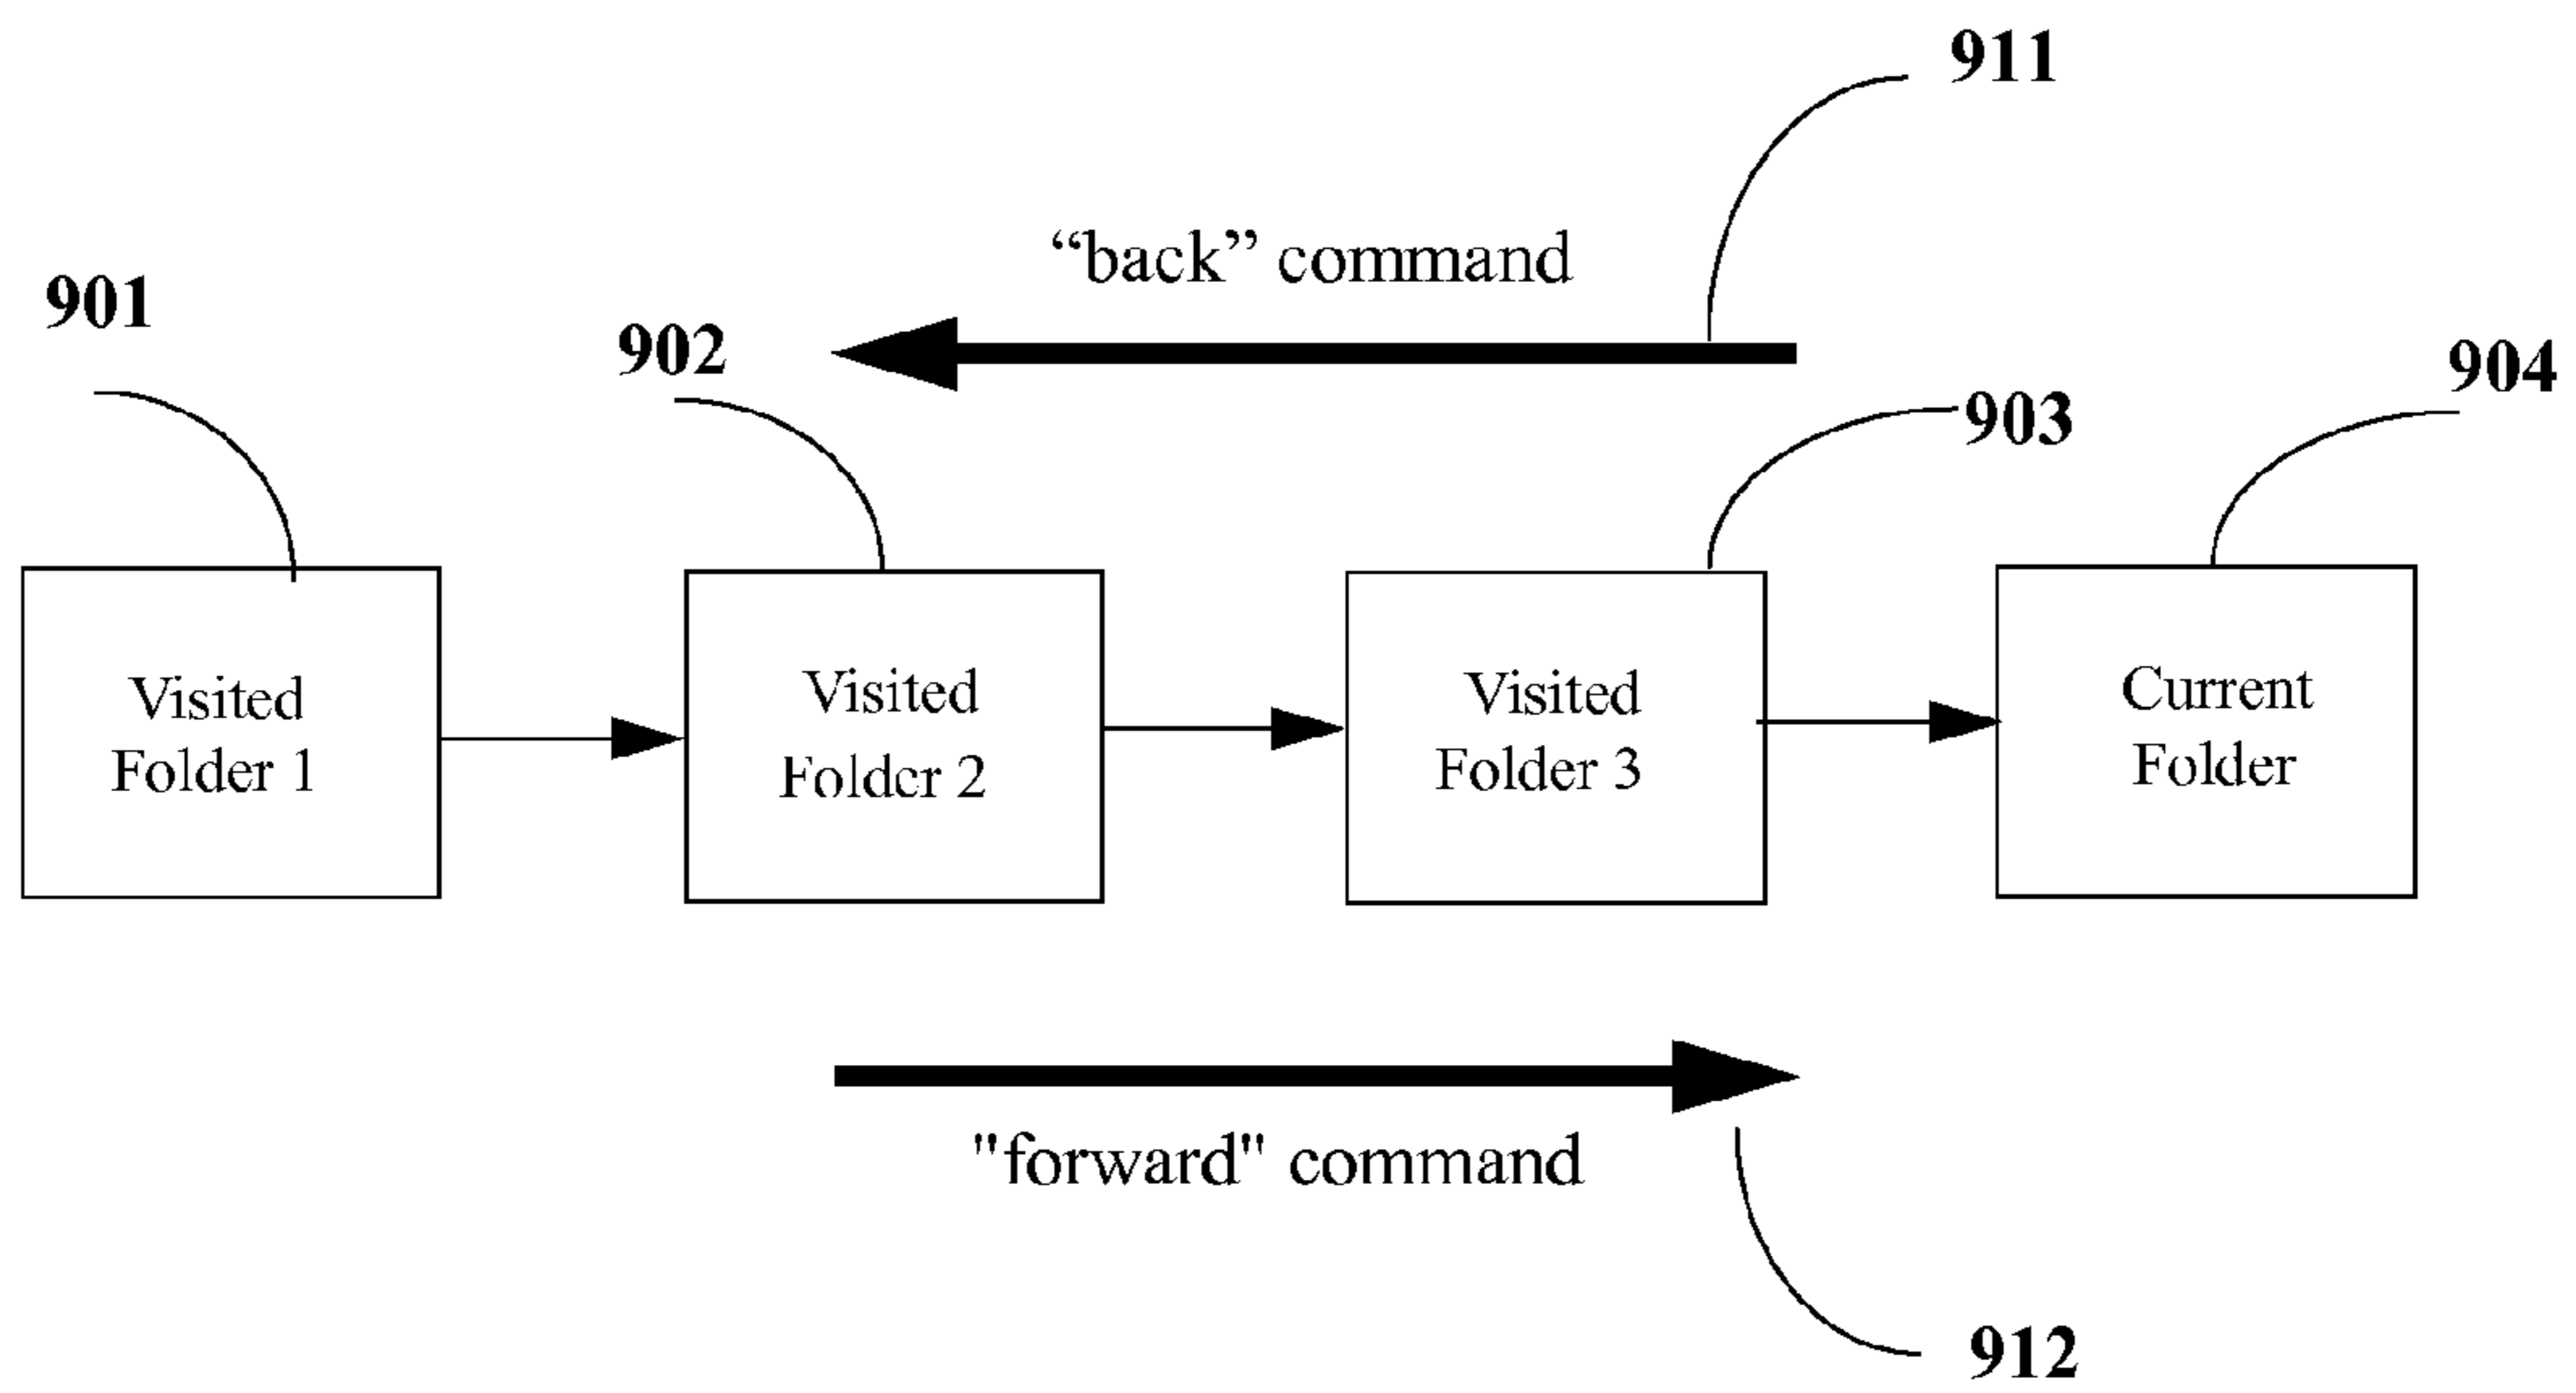 911
“back” command
901
902
904
903
Visited
Folder 1
Visited
Folder 2
Visited
Folder 3
Current
Folder
"forward" command
912